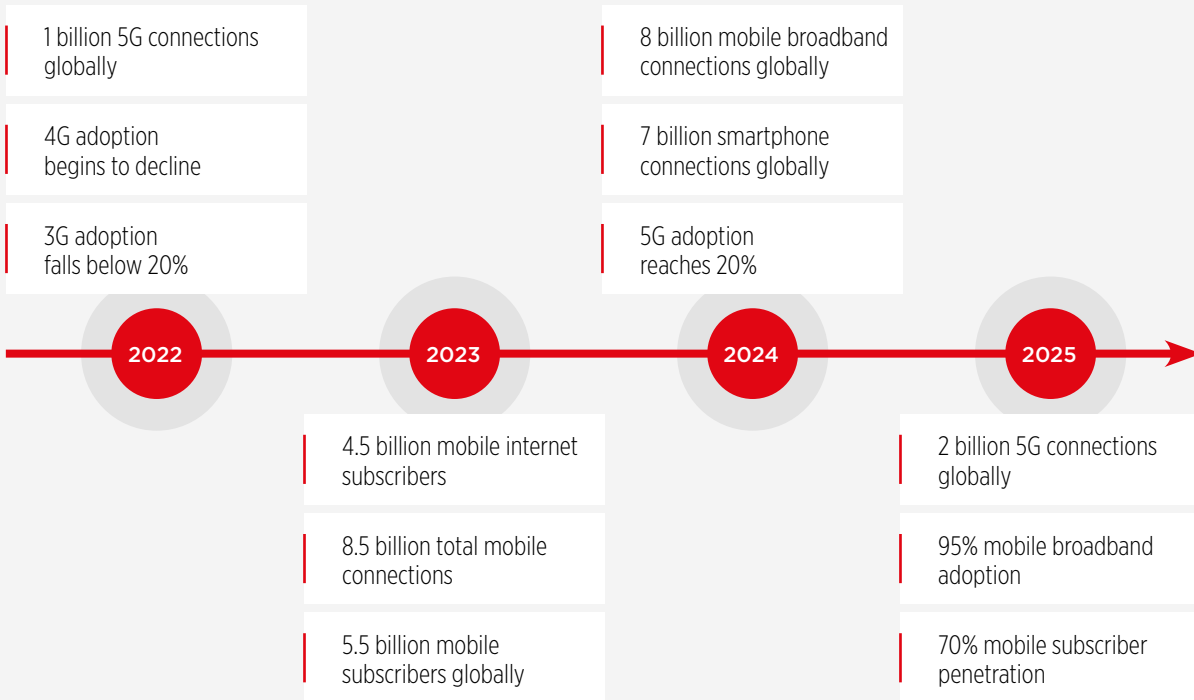 1 billion 5G connections
globally
4G adoption
begins to decline
3G adoption
falls below 20%
8 billion mobile broadband
connections globally
7 billion smartphone
connections globally
5G adoption
reaches 20%
2022
2023
2024
2025
4.5 billion mobile internet
subscribers
8.5 billion total mobile
connections
5.5 billion mobile
subscribers globally
2 billion 5G connections
globally
95% mobile broadband
adoption
70% mobile subscriber
penetration